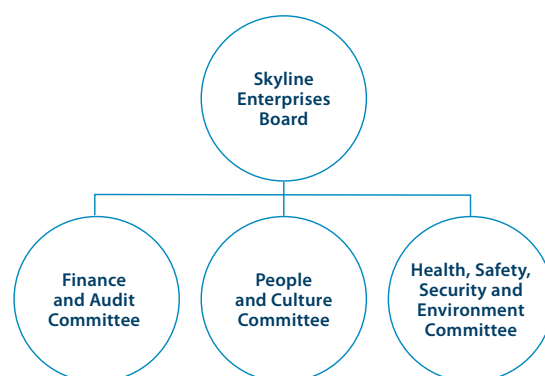 Skyline
Enterprises
Board
Finance
and Audit
Committee
People
and Culture
Committee
Health, Safety,
Security and
Environment
Committee